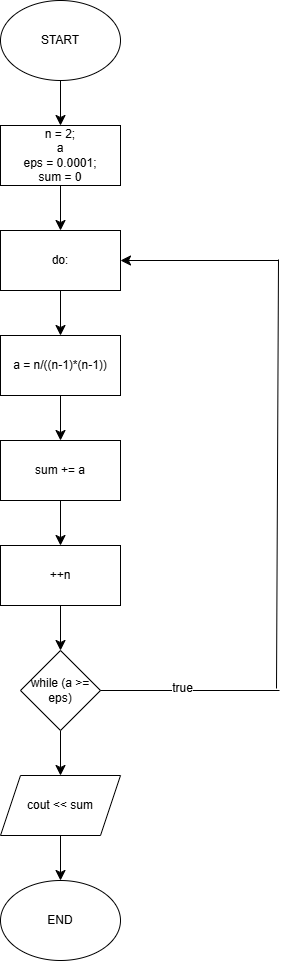 START
n = 2;
a
eps = 0.0001;
sum = 0
do:
a = n/((n-1)*(n-1))
sum += a
++n
while (a >=
eps)
true
cout << sum
END